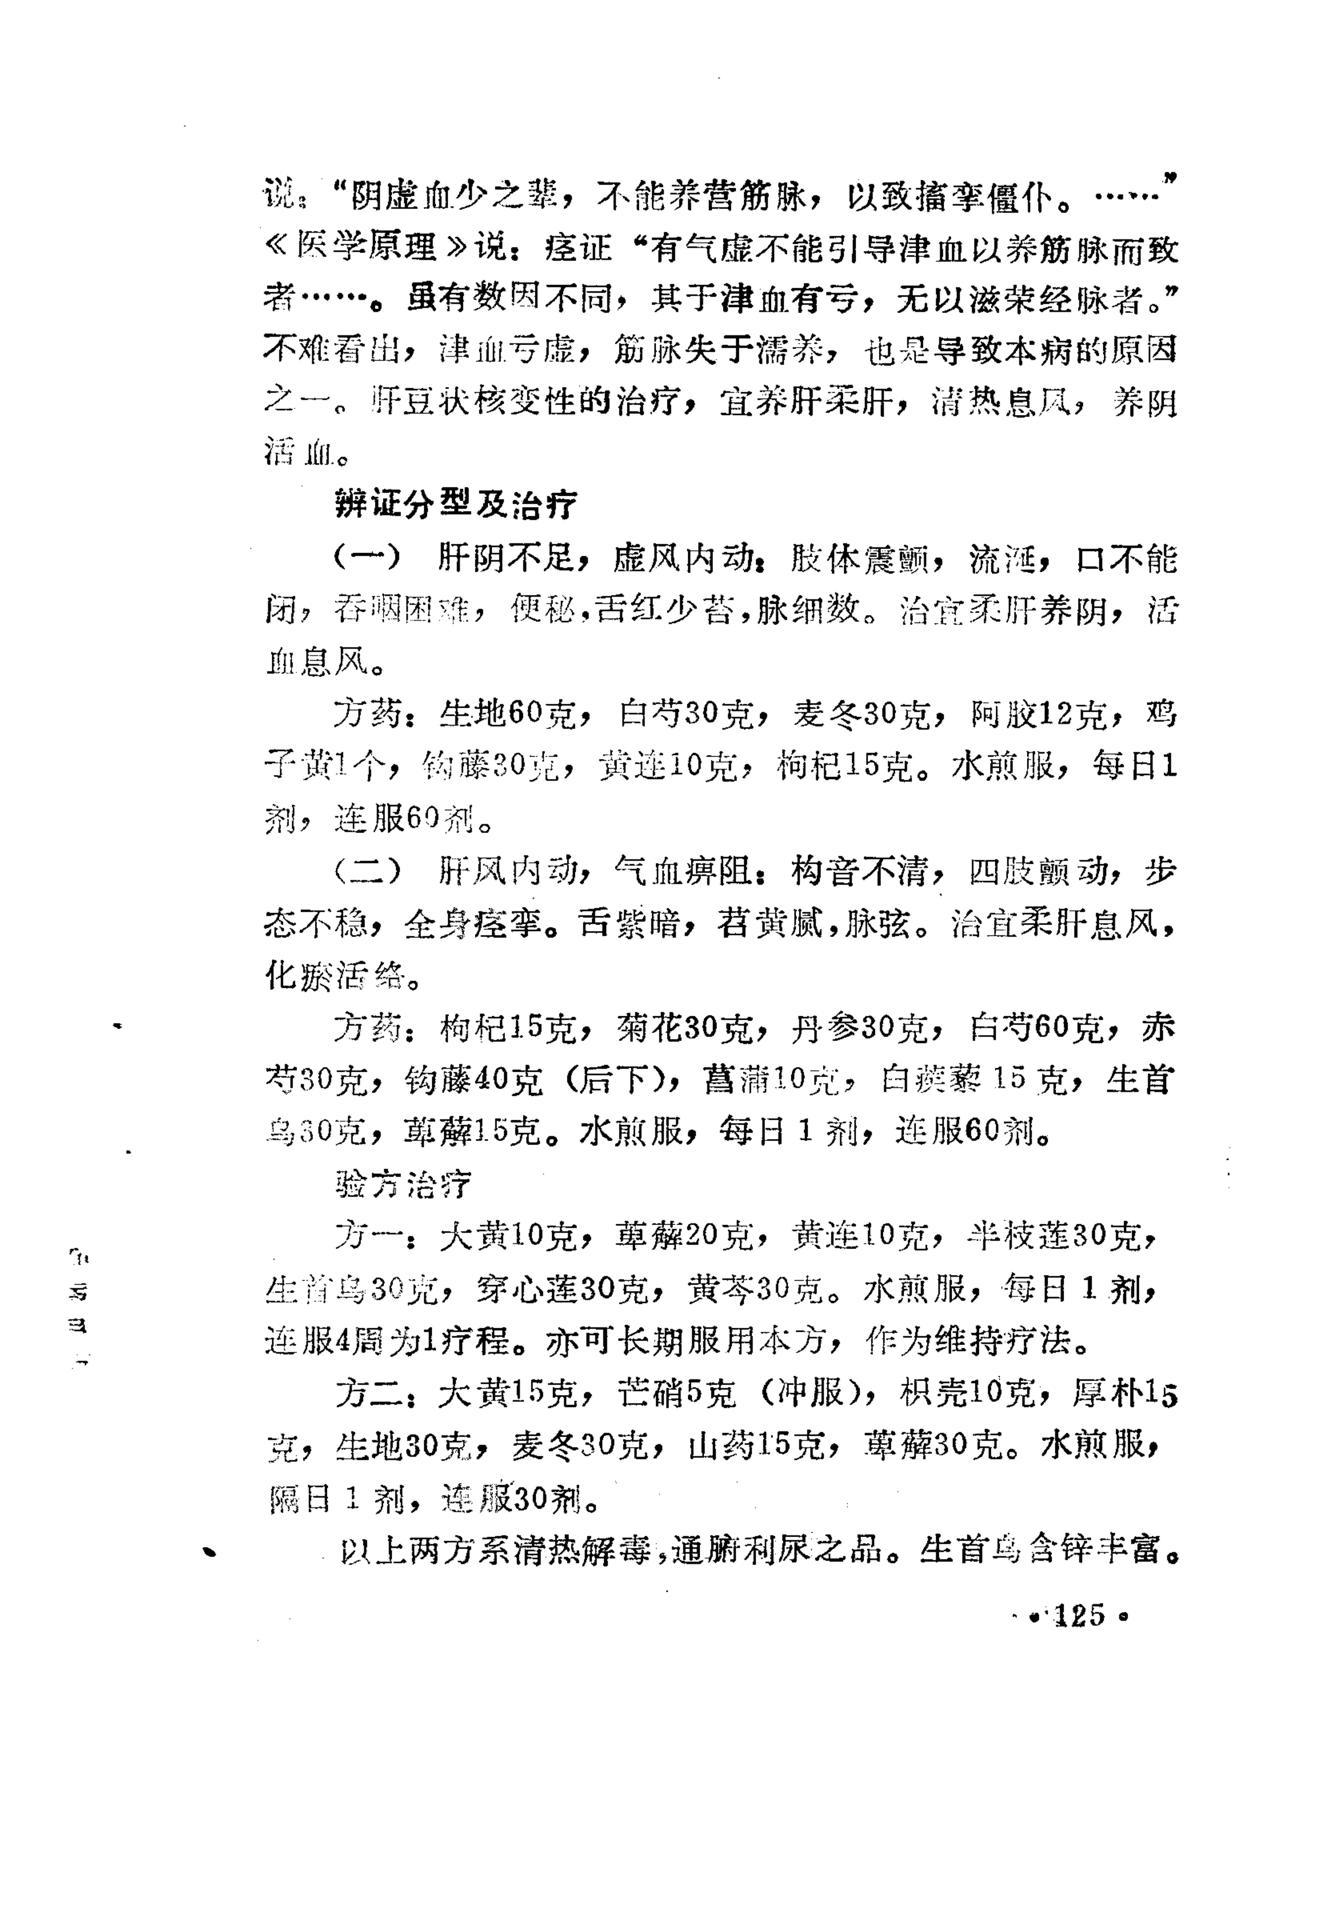 说：“阴虚血少之辈，不能养营筋脉，以致搐挛僵仆。……”
《医学原理》说：痉证“有气虚不能引导津血以养筋脉而致
者……。虽有数因不同，其于津血有亏，无以滋荣经脉者。”
不难看出，津血亏虚，筋脉失于濡养，也是导致本病的原因
之一。肝豆状核变性的治疗，宜养肝柔肝，清热息风，养阴
活血。
辨证分型及治疗
（一） 肝阴不足，虚风内动：肢体震颤，流涎，口不能
闭，吞咽困难，便秘，舌红少苔，脉细数。治宜柔肝养阴，活
血息风。
方药：生地60克，白芍30克，麦冬30克，阿胶12克，鸡
子黄1个，钩藤30克，黄连10克，枸杞15克。水煎服，每日1
剂，连服60剂。
（二） 肝风内动，气血痹阻：构音不清，四肢颤动，步
态不稳，全身痉挛。舌紫暗，苔黄腻，脉弦。治宜柔肝息风，
化瘀活络。
方药：枸杞15克，菊花30克，丹参30克，白芍60克，赤
芍30克，钩藤40克（后下），菖蒲10克，白蒺藜15克，生首
乌30克，萆薢15克。水煎服，每日1剂，连服60剂。
验方治疗
方一：大黄10克，萆薢20克，黄连10克，半枝莲30克，
生首乌30克，穿心莲30克，黄芩30克。水煎服，每日1剂，
连服4周为1疗程。亦可长期服用本方，作为维持疗法。
方二：大黄15克，芒硝5克（冲服），枳壳10克，厚朴15
克，生地30克，麦冬30克，山药15克，萆薢30克。水煎服，
隔日1剂，连服30剂。
以上两方系清热解毒，通腑利尿之品。生首乌含锌丰富。
·125·